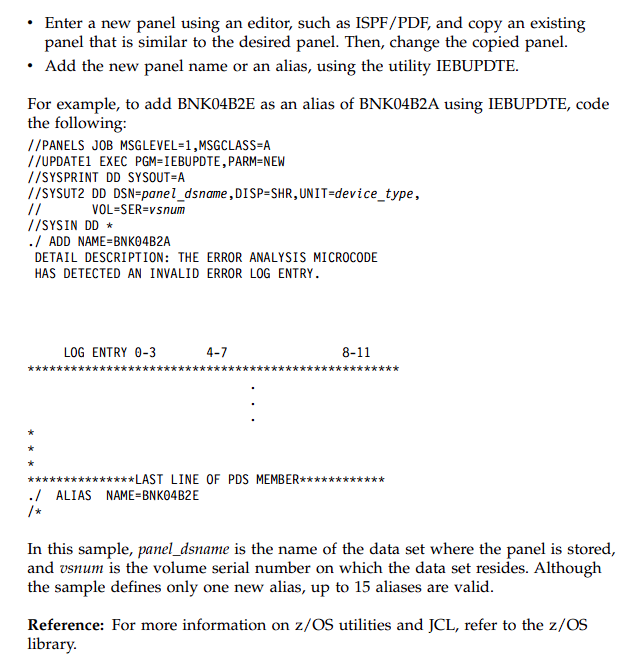 • Enter a new panel using an editor, such as ISPF/PDF, and copy an existing
panel that is similar to the desired panel. Then, change the copied panel.
• Add the new panel name or an alias, using the utility IEBUPDTE.
For example, to add BNK04B2E as an alias of BNK04B2A using IEBUPDTE, code
the following:
//PANELS JOB MSGLEVEL=1,MSGCLASS=A
//UPDATE1 EXEC PGM=IEBUPDTE,PARM=NEW
//SYSPRINT DD SYSOUT=A
//SYSUT2 DD DSN=panel_dsname,DISP=SHR,UNIT=device_type,
//       VOL=SER=vsnum
//SYSIN DD *
./ ADD NAME=BNK04B2A
DETAIL DESCRIPTION: THE ERROR ANALYSIS MICROCODE
HAS DETECTED AN INVALID ERROR LOG ENTRY.
LOG ENTRY 0-3       4-7                8-11
****************************************************
.
.
.
*
*
*
***************LAST LINE OF PDS MEMBER************
./  ALIAS  NAME=BNK04B2E
/*
In this sample, panel_dsname is the name of the data set where the panel is stored,
and vsnum is the volume serial number on which the data set resides. Although
the sample defines only one new alias, up to 15 aliases are valid.
Reference: For more information on z/OS utilities and JCL, refer to the z/OS
library.